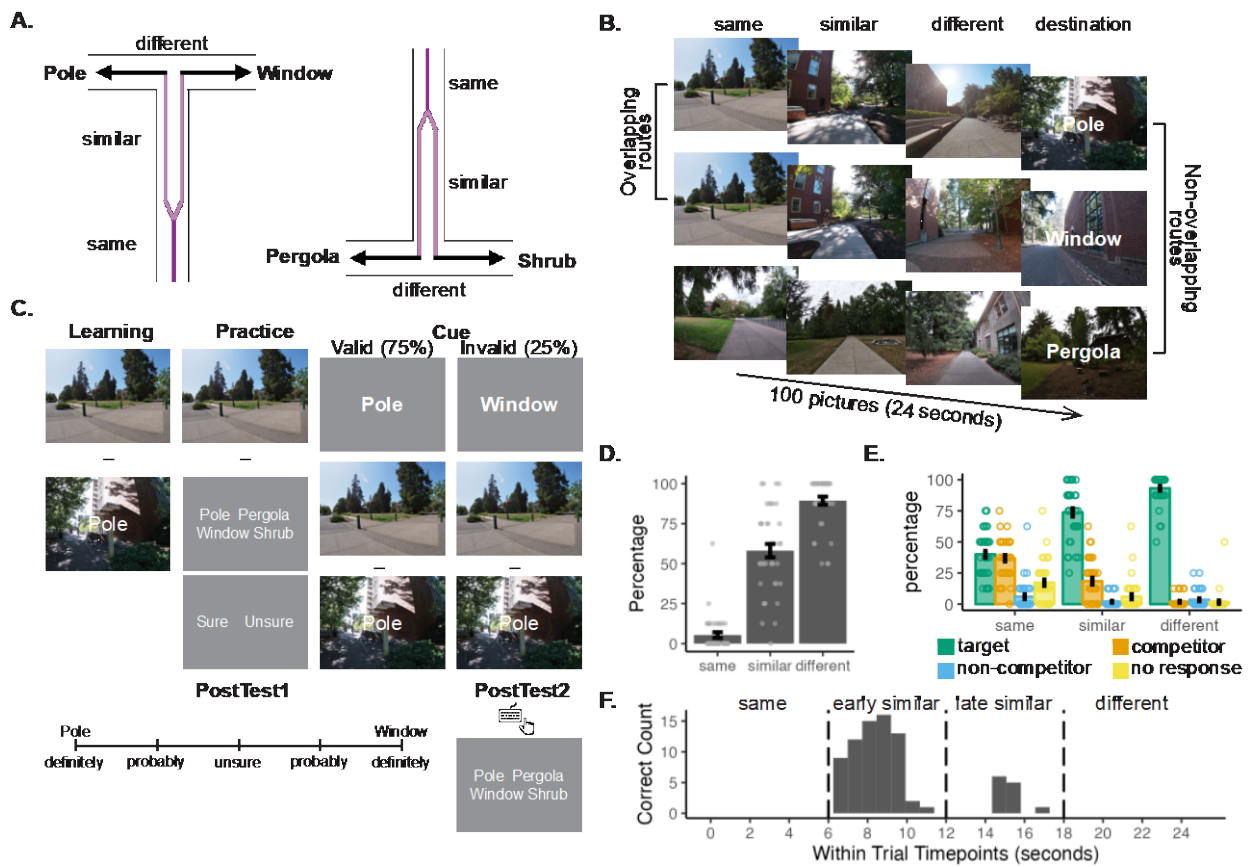 A.
different
Pole
Window
similar
same
same
similar
Pergola
Shrub
different
B.
same similar different destination
Overlapping
routes
Pole
Window
Pergola
Non-overlapping
routes
100 pictures (24 seconds)
C.
Learning Practice Cue
Valid (75%) Invalid (25%)
Pole Window
Pole
Pole Pergola
Window Shrub
Sure Unsure
Pole Pole
PostTest1
Pole Window
definitely probably unsure probably definitely
PostTest2
Pole Pergola
Window Shrub
D.
Percentage
100
75
50
25
0
same similar different
E.
percentage
100
75
50
25
0
same similar different
target competitor
non-competitor no response
F.
same early similar late similar different
Correct Count
15
10
5
0
0 2 4 6 8 10 12 14 16 18 20 22 24
Within Trial Timepoints (seconds)